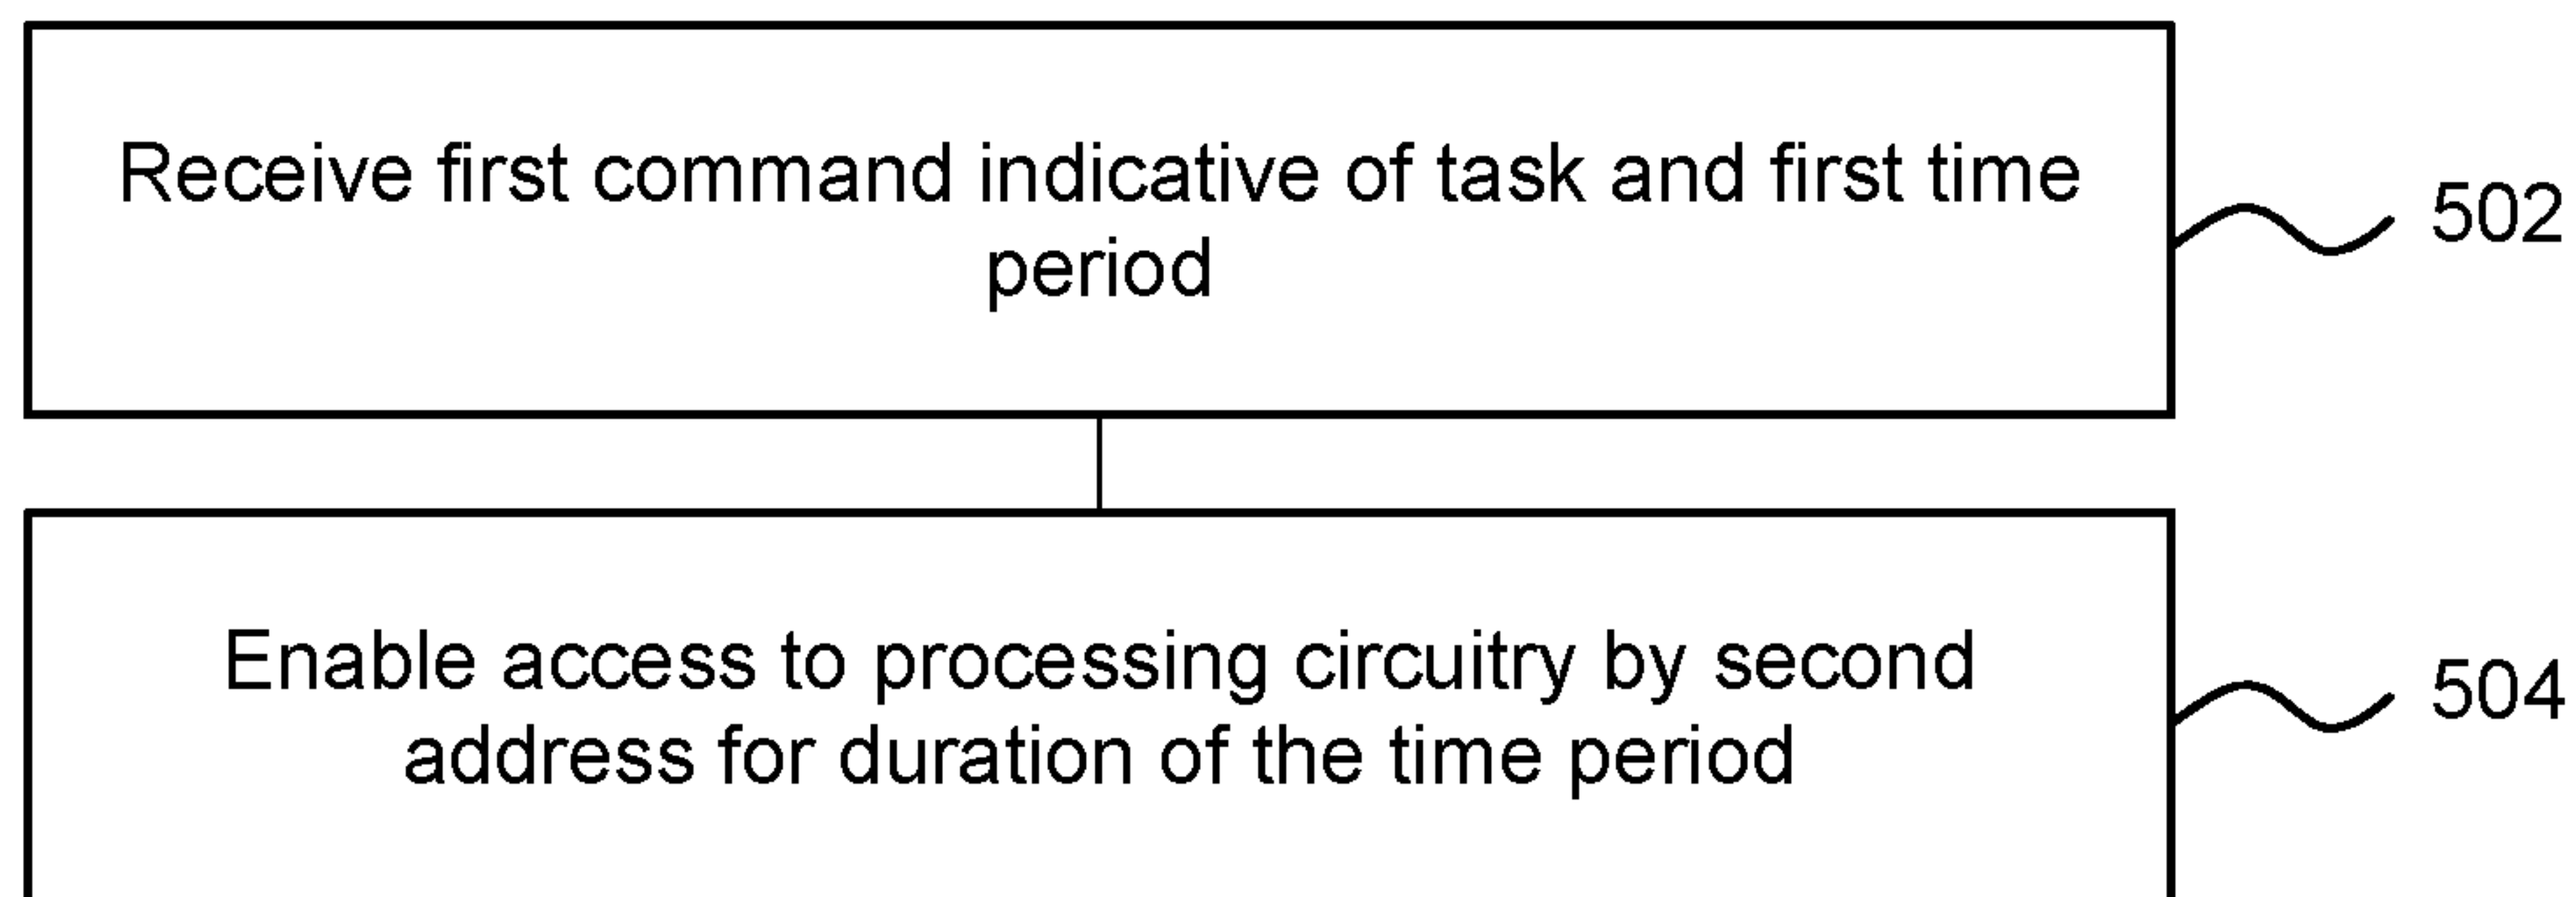 Receive first command indicative of task and first time
period
502
Enable access to processing circuitry by second
address for duration of the time period
504